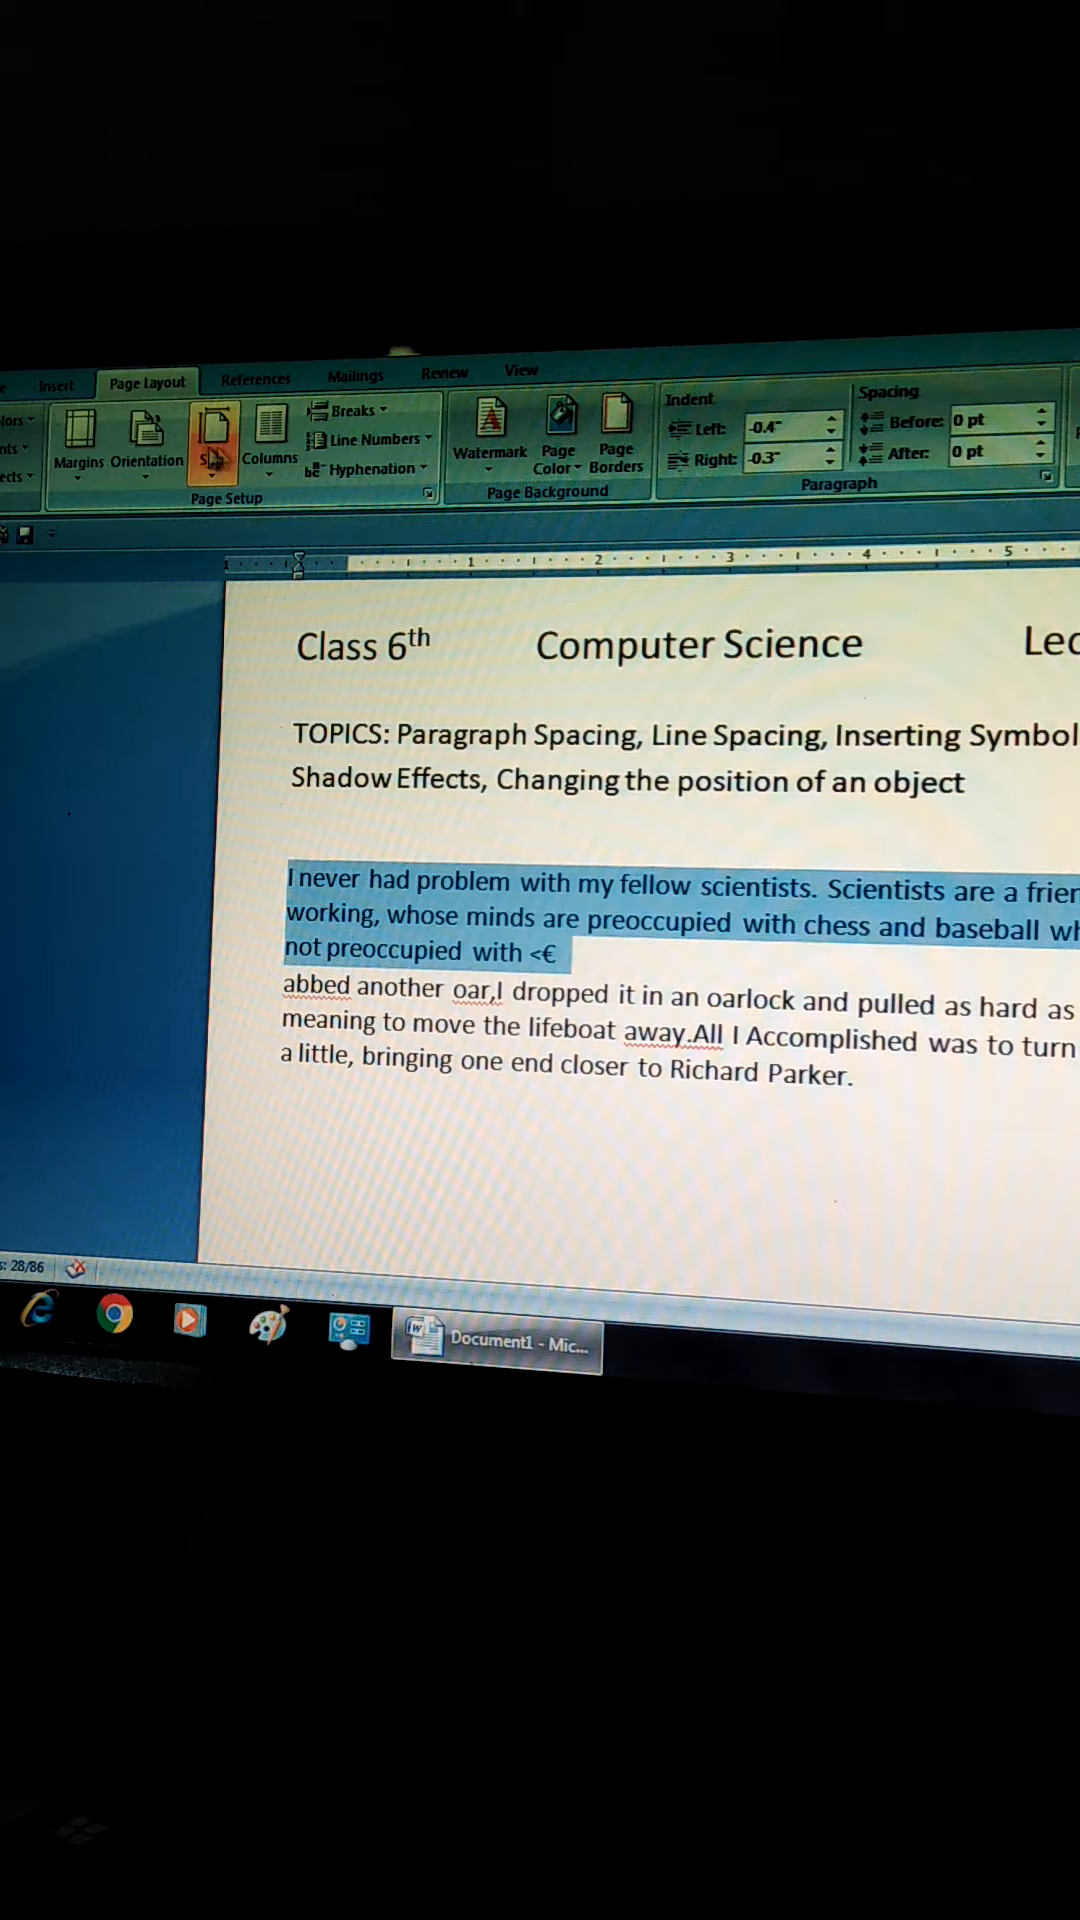 Insert Page Layout References Mailings Review View
Margins Orientation Columns
Breaks
Line Numbers
Hyphenation
Page Setup
Watermark Page Color Page Borders
Page Background
Indent
Left: -0.4"
Right: -0.3"
Spacing
Before: 0 pt
After: 0 pt
Paragraph
1 2 3 4 5
Class 6th Computer Science
TOPICS: Paragraph Spacing, Line Spacing, Inserting Symbol
Shadow Effects, Changing the position of an object
I never had problem with my fellow scientists. Scientists are a frien
working, whose minds are preoccupied with chess and baseball wh
not preoccupied with <€
abbed another oar,I dropped it in an oarlock and pulled as hard as
meaning to move the lifeboat away.All I Accomplished was to turn
a little, bringing one end closer to Richard Parker.
s: 28/86
Document1 - Mic...